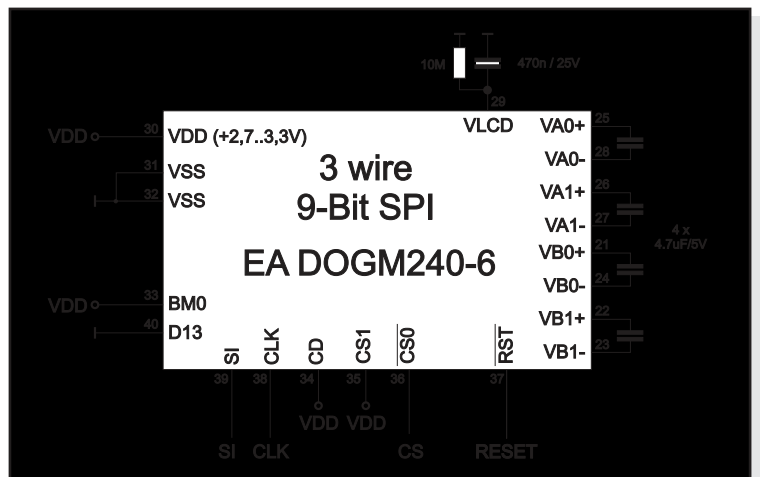 10M 470n / 25V
29
VLCD
VDD 30 VDD (+2,7..3,3V)
31 VSS
32 VSS
3 wire
9-Bit SPI
EA DOGM240-6
VDD 33 BM0
40 D13
VA0+ 25
VA0- 28
VA1+ 26
VA1- 27
VB0+ 21
VB0- 24
VB1+ 22
VB1- 23
4 x
4.7uF/5V
SI CLK CD CS1 CS0 RST
39 38 34 35 36 37
VDD VDD
SI CLK CS RESET